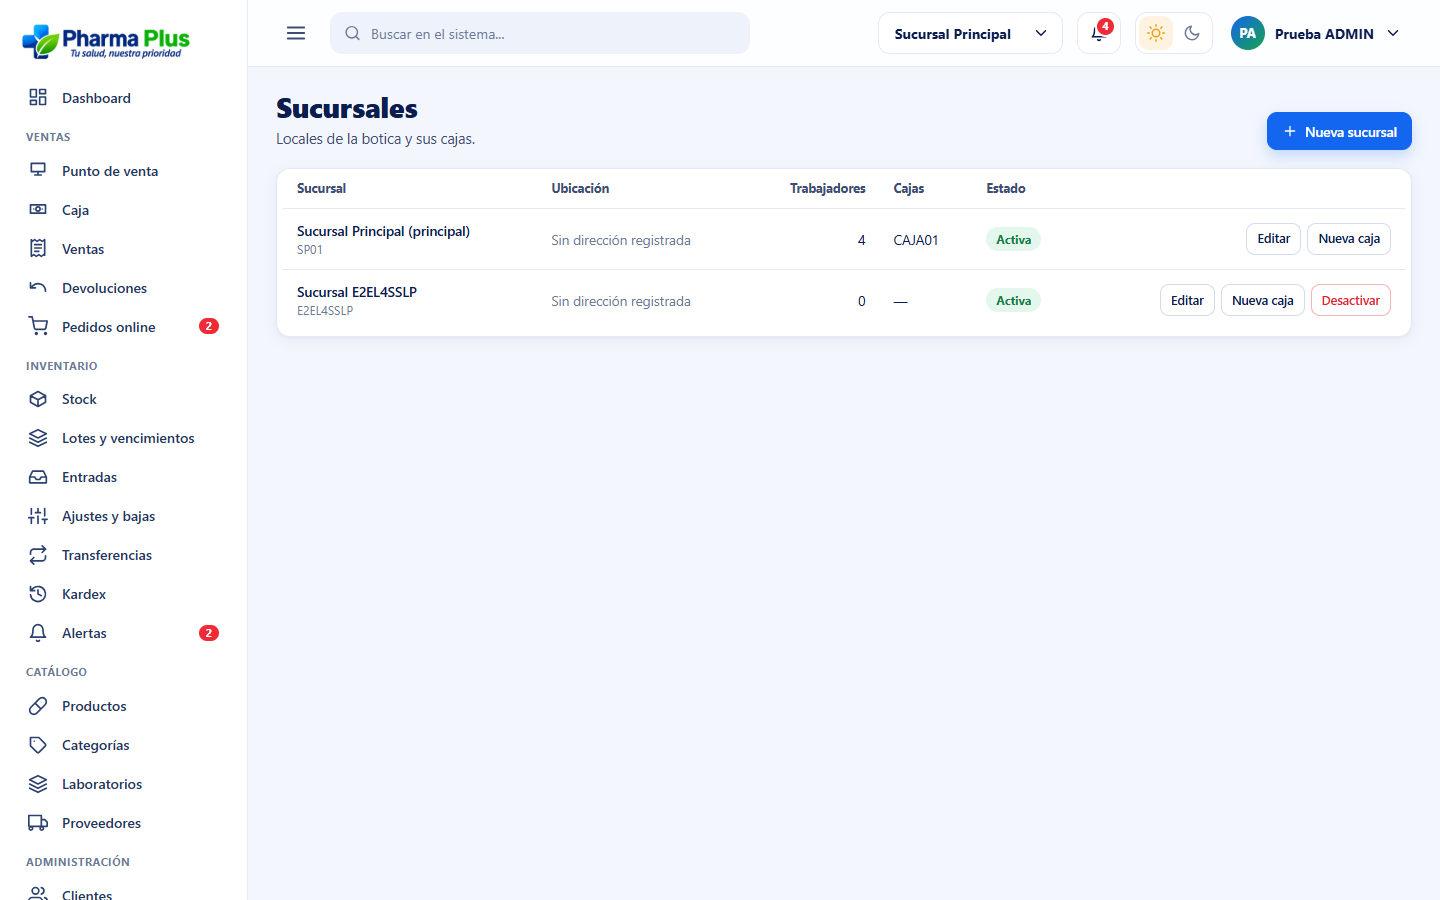 Pharma Plus
Tu salud, nuestra prioridad
Buscar en el sistema...
Sucursal Principal
4
PA
Prueba ADMIN
Dashboard
VENTAS
Punto de venta
Caja
Ventas
Devoluciones
Pedidos online 2
INVENTARIO
Stock
Lotes y vencimientos
Entradas
Ajustes y bajas
Transferencias
Kardex
Alertas 2
CATÁLOGO
Productos
Categorías
Laboratorios
Proveedores
ADMINISTRACIÓN
Clientes
Sucursales
Locales de la botica y sus cajas.
+ Nueva sucursal
Sucursal Ubicación Trabajadores Cajas Estado
Sucursal Principal (principal)
SP01
Sin dirección registrada 4 CAJA01 Activa Editar Nueva caja
Sucursal E2EL4SSLP
E2EL4SSLP
Sin dirección registrada 0 — Activa Editar Nueva caja Desactivar